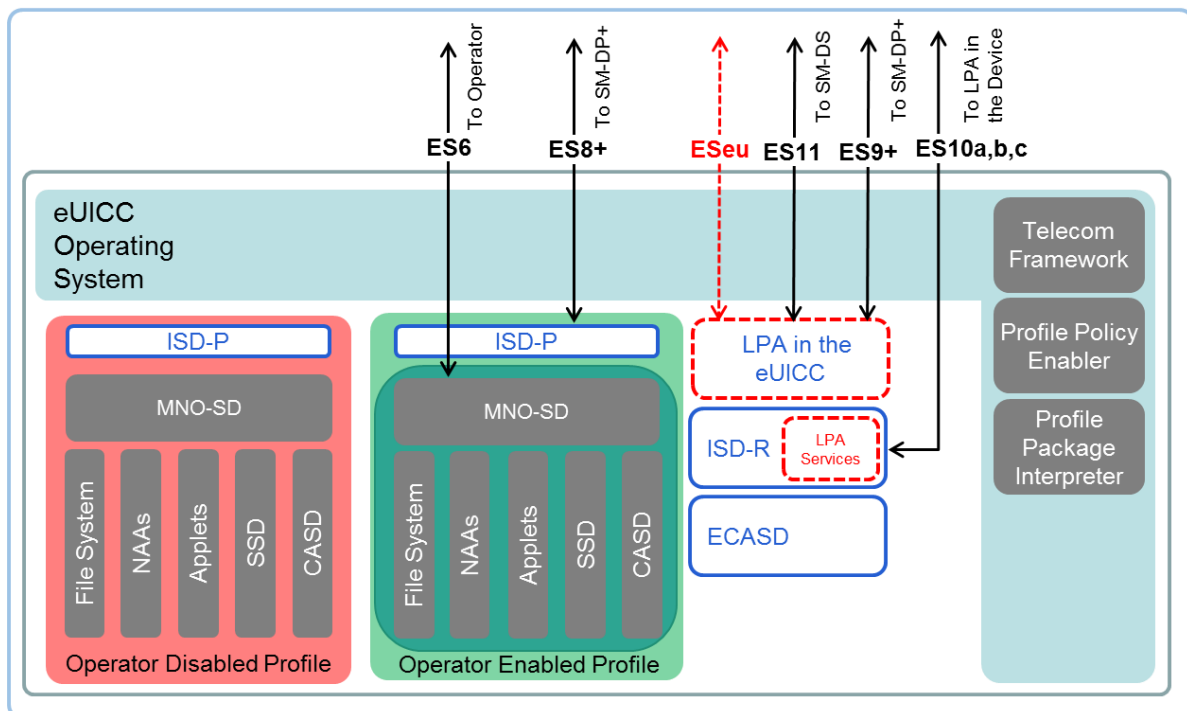 To Operator
To SM-DP+
To SM-DS
To SM-DP+
To LPA in
the Device
ES6
ES8+
ESeu
ES11
ES9+
ES10a,b,c
eUICC
Operating
System
Telecom
Framework
Profile Policy
Enabler
Profile
Package
Interpreter
ISD-P
MNO-SD
File System
NAAs
Applets
SSD
CASD
Operator Disabled Profile
ISD-P
MNO-SD
File System
NAAs
Applets
SSD
CASD
Operator Enabled Profile
LPA in the
eUICC
ISD-R
LPA
Services
ECASD